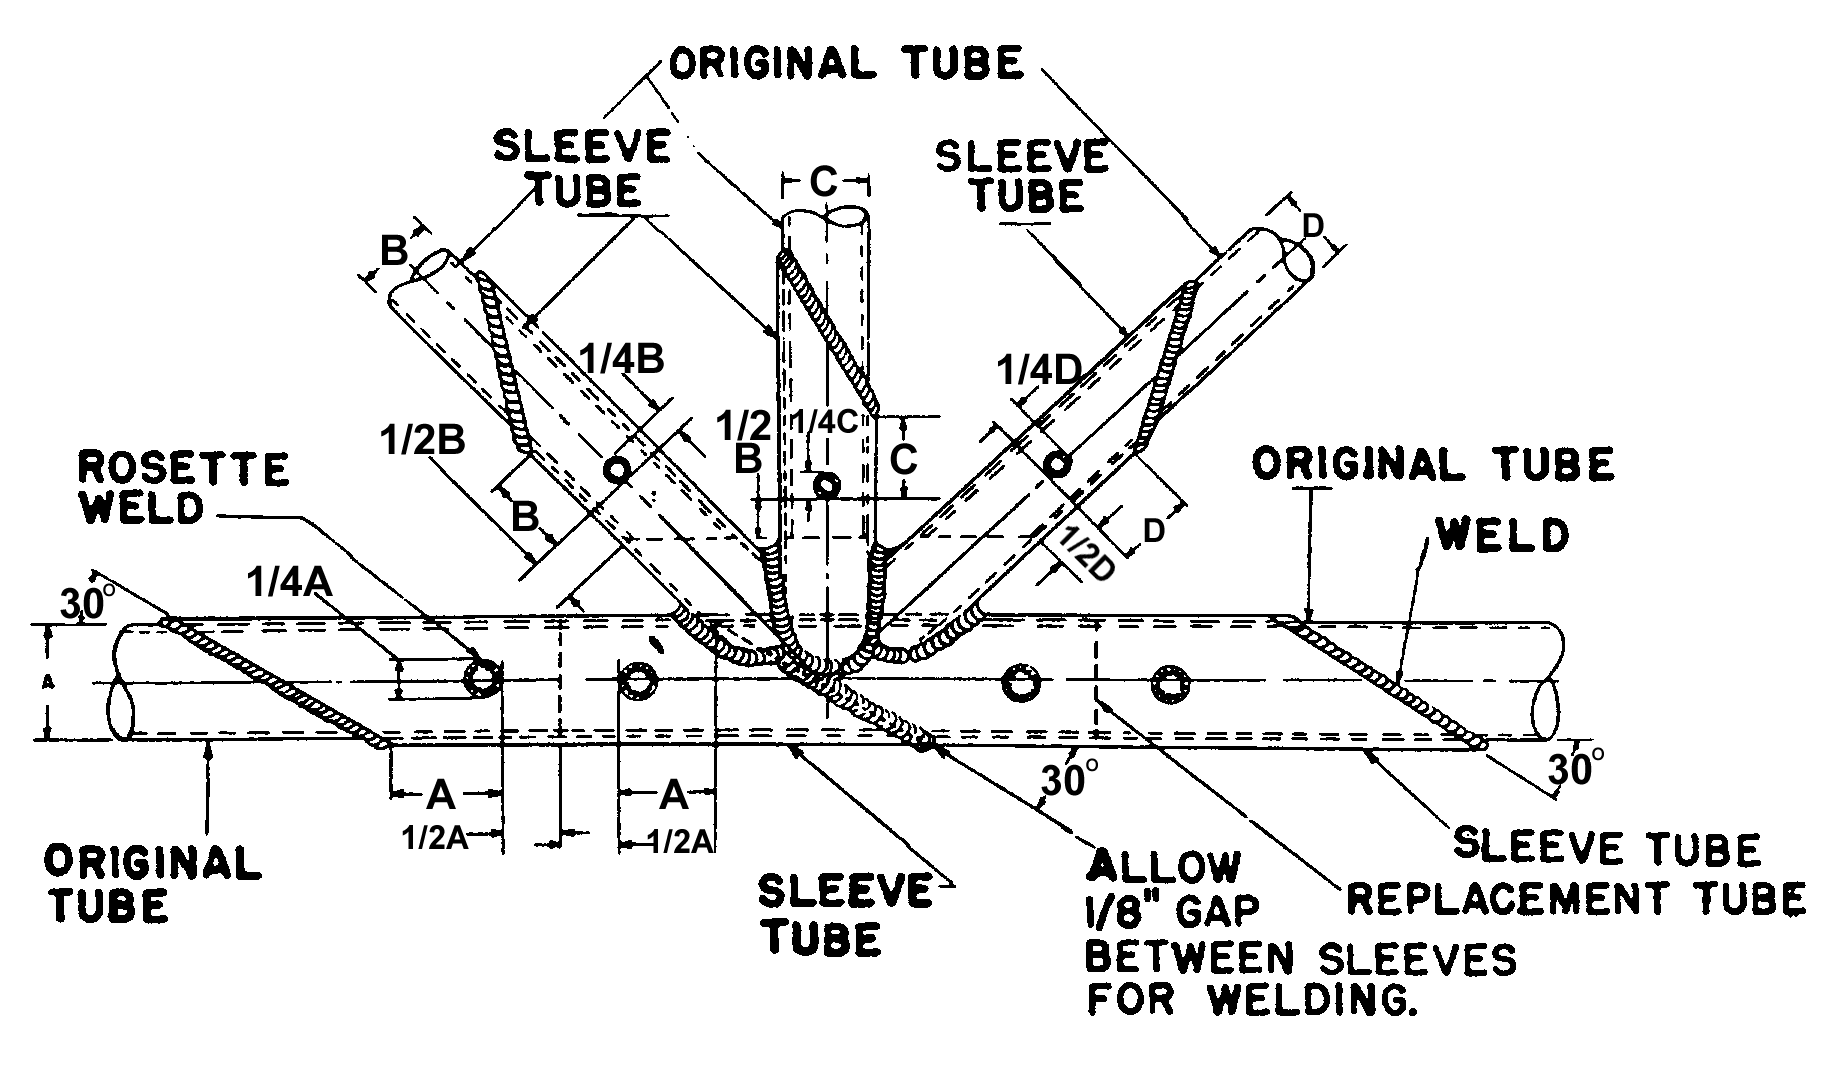 ORIGINAL TUBE
SLEEVE
TUBE
SLEEVE
TUBE
C
B
D
1/4B
1/4D
1/2B
1/2
B
1/4C
C
ROSETTE
WELD
B
D
1/2D
ORIGINAL TUBE
WELD
30°
1/4A
A
30°
30°
A
A
1/2A
1/2A
ORIGINAL
TUBE
SLEEVE
TUBE
ALLOW
1/8" GAP
BETWEEN SLEEVES
FOR WELDING.
SLEEVE TUBE
REPLACEMENT TUBE